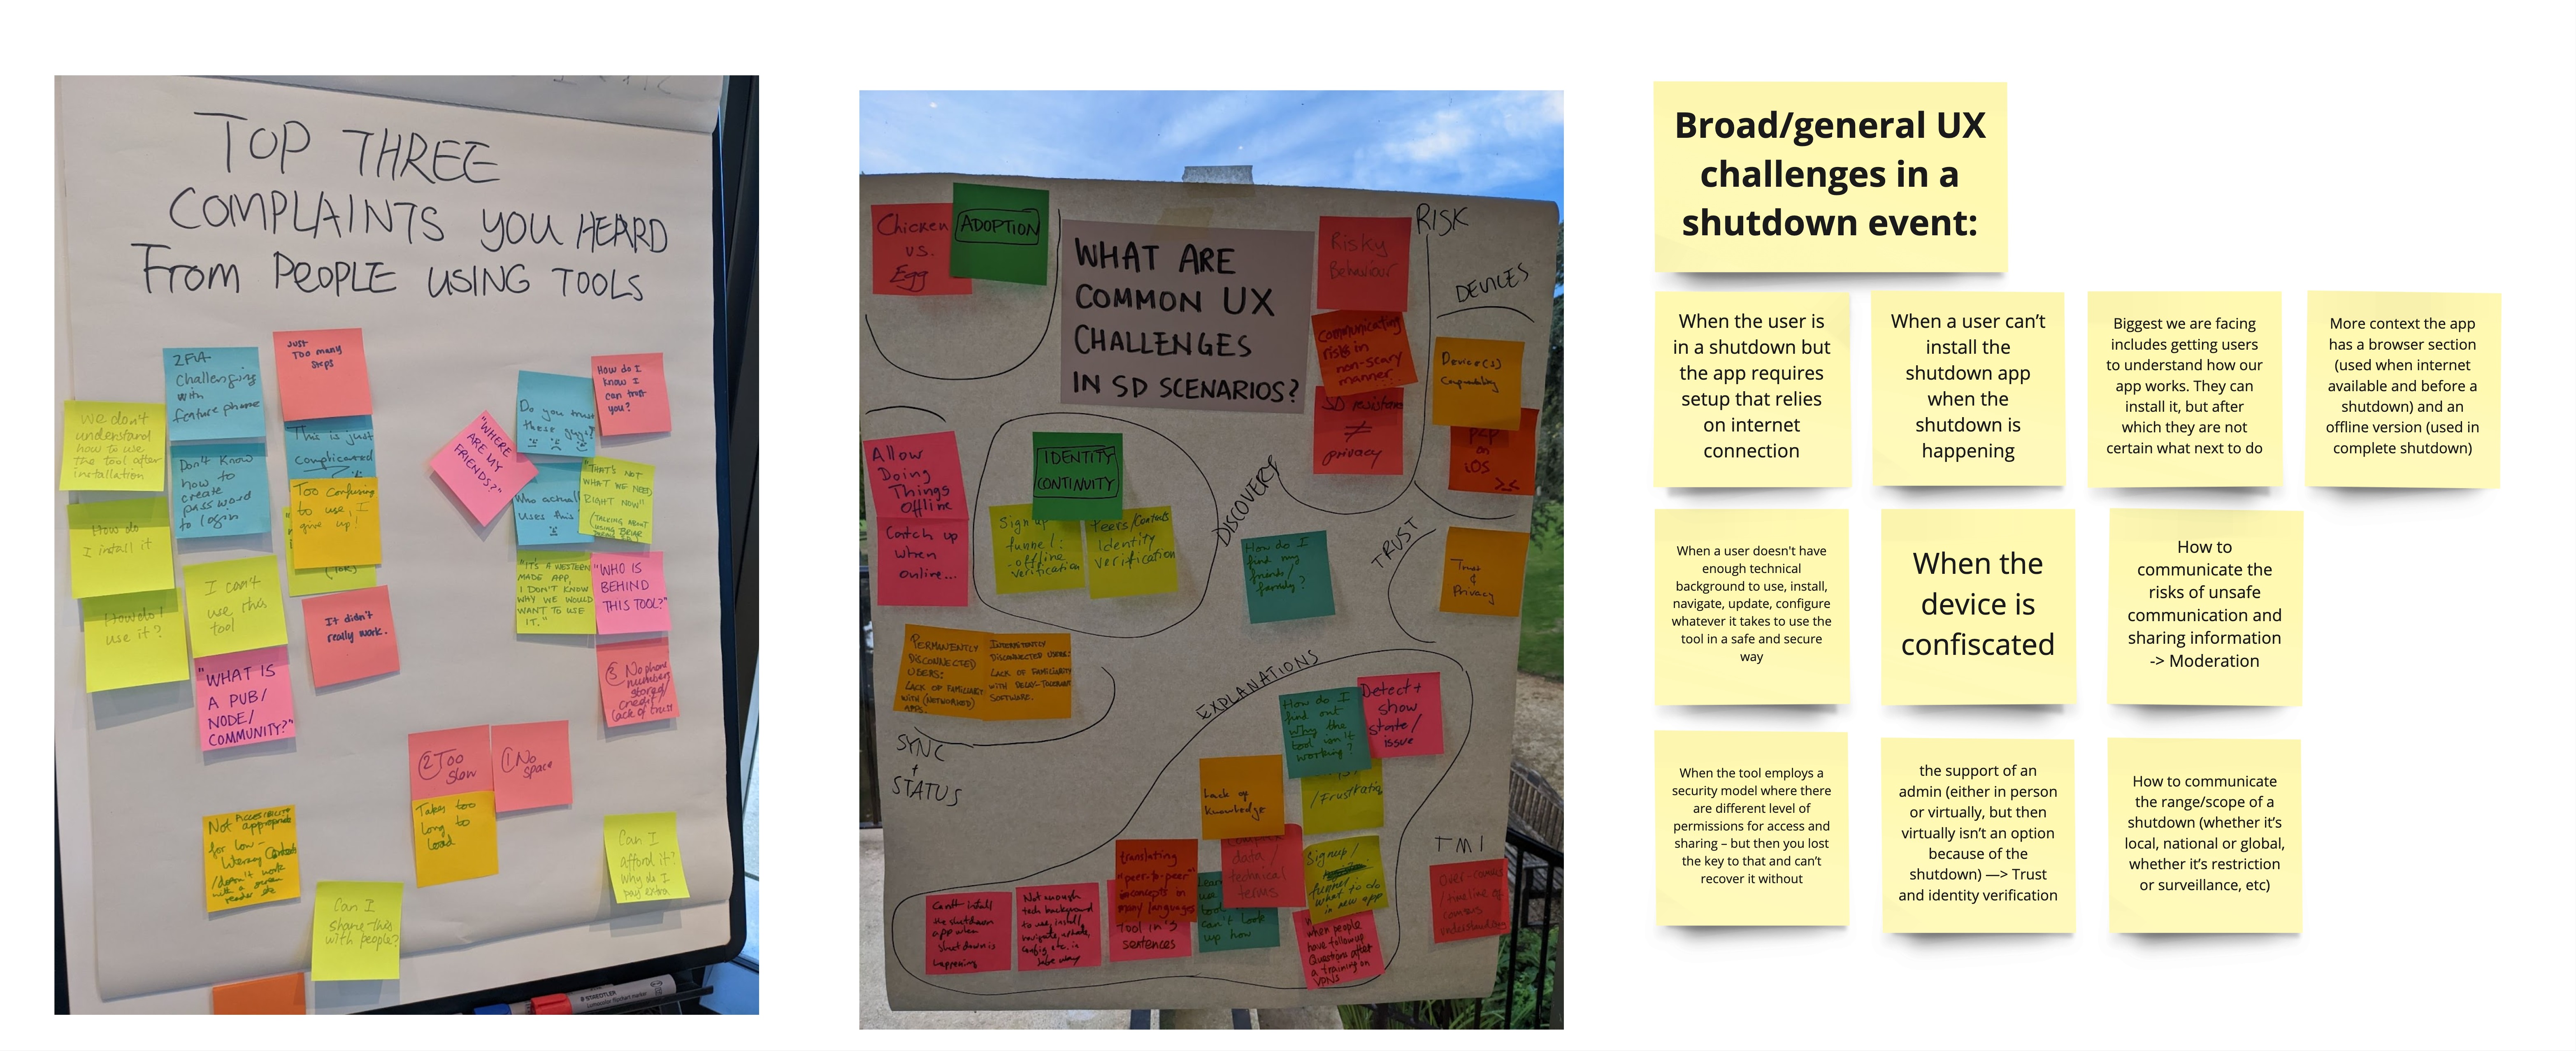 TOP THREE
COMPLAINTS YOU HEARD
From PEOPLE USING TOOLS
2FA
challenging
with
feature phone
Just
Too many
Steps
We don't
understand
how to use
the tool after
installation
Don't know
how to
create
password
to login
This is just
complicated
Too confusing
to use, I
give up!
How do
I install it
I can't
use this
tool
How do I
use it?
It didn't
really work.
"WHAT IS
A PUB/
NODE/
COMMUNITY?"
"WHERE
ARE MY
FRIENDS?"
Do you trust
these guys?
How do I
know I
can trust
you?
Who actually
uses this
"THAT'S NOT
WHAT WE NEED
RIGHT NOW"
(TALKING ABOUT
USING BRIAR
"IT'S A WESTERN
MADE APP,
I DON'T KNOW
WHY WE WOULD
WANT TO USE
IT."
"WHO IS
BEHIND
THIS TOOL?"
③ No phone
numbers
stored/
credit/
lack of trust
② Too
slow
① No
space
Takes too
long to
load
Not appropriate
for low-
literacy
Can I
share this
with people?
Can I
afford it?
Why do I
pay extra
STAEDTLER
Chicken
vs.
Egg
ADOPTION
WHAT ARE
COMMON UX
CHALLENGES
IN SD SCENARIOS?
Risky
Behaviour
RISK
communicating
risks in
non-scary
manner
SD resistant
≠
privacy
DEVICES
Device(s)
P2P
on
iOS
>.<
Allow
Doing
Things
Offline
Catch up
when
online...
IDENTITY
CONTINUITY
Sign up
funnel:
-offline
verification
Peers/Contacts
Identity
verification
DISCOVERY
How do I
find my
friends/
family?
TRUST
Trust
&
Privacy
PERMANENTLY
DISCONNECTED
USERS:
LACK OF FAMILIARITY
WITH (NETWORKED)
APPS.
INTERMITTENTLY
DISCONNECTED USERS:
LACK OF FAMILIARITY
WITH DELAY-TOLERANT
SOFTWARE.
SYNC
+
STATUS
EXPLANATIONS
How do I
find out
why the
tool isn't
working?
Detect +
show
state/
issue
Lack of
knowledge
/Frustration
translating
"peer-to-peer"
concepts in
many languages
Tool in 3
sentences
data/
technical
terms
can't look
up how
Signup/
funnel
what to do
in new app
Can't install
the shutdown
app when
shutdown is
happening
Not enough
tech background
to use, install,
navigate, update,
config etc. in
safe way
when people
have followup
Questions after
a training on
VPNS
TMI
Broad/general UX
challenges in a
shutdown event:
When the user is
in a shutdown but
the app requires
setup that relies
on internet
connection
When a user can't
install the
shutdown app
when the
shutdown is
happening
Biggest we are facing
includes getting users
to understand how our
app works. They can
install it, but after
which they are not
certain what next to do
More context the app
has a browser section
(used when internet
available and before a
shutdown) and an
offline version (used in
complete shutdown)
When a user doesn't have
enough technical
background to use, install,
navigate, update, configure
whatever it takes to use the
tool in a safe and secure
way
When the
device is
confiscated
How to
communicate the
risks of unsafe
communication and
sharing information
-> Moderation
When the tool employs a
security model where there
are different level of
permissions for access and
sharing – but then you lost
the key to that and can't
recover it without
the support of an
admin (either in person
or virtually, but then
virtually isn't an option
because of the
shutdown) —> Trust
and identity verification
How to communicate
the range/scope of a
shutdown (whether it's
local, national or global,
whether it's restriction
or surveillance, etc)